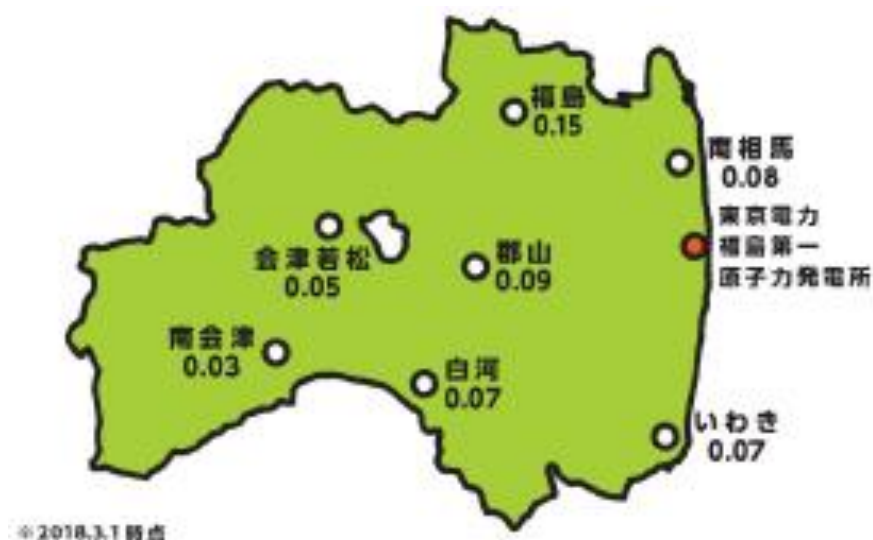 福島
0.15
南相馬
0.08
東京電力
福島第一
原子力発電所
会津若松
0.05
郡山
0.09
南会津
0.03
白河
0.07
いわき
0.07
※2018.3.1時点